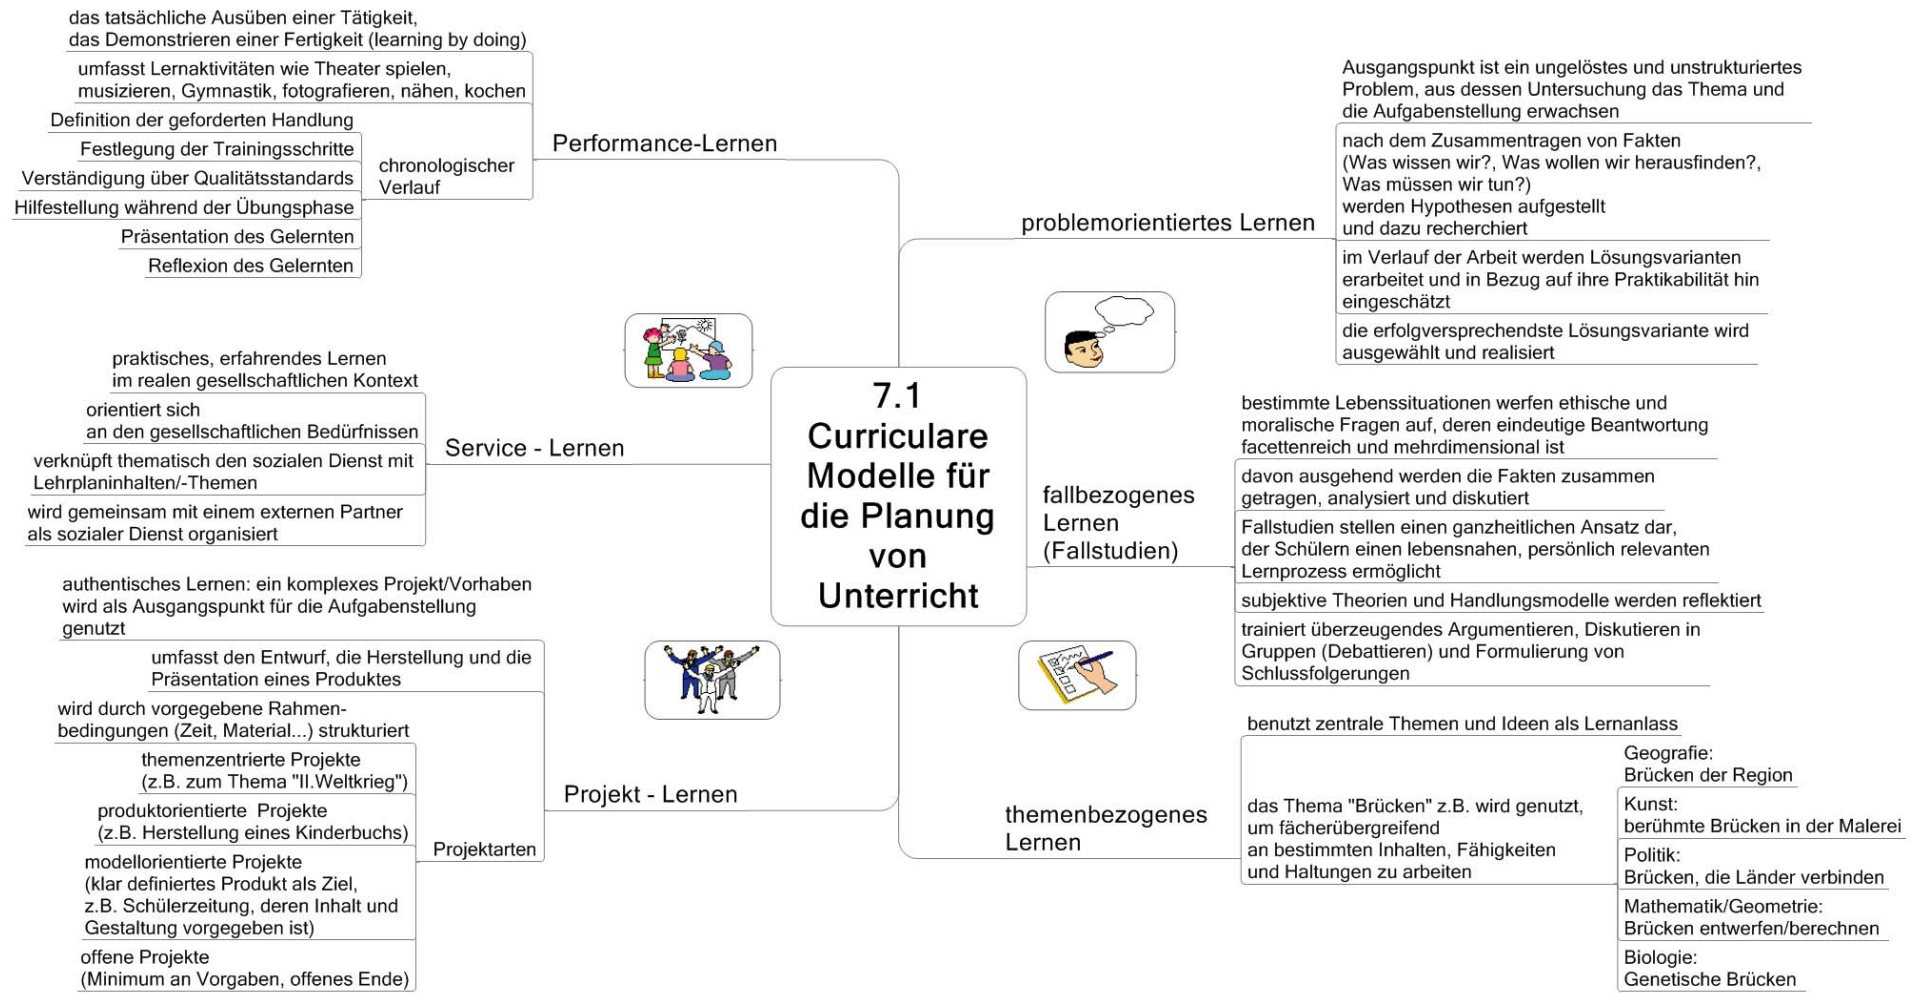 das tatsächliche Ausüben einer Tätigkeit,
das Demonstrieren einer Fertigkeit (learning by doing)
umfasst Lernaktivitäten wie Theater spielen,
musizieren, Gymnastik, fotografieren, nähen, kochen
Definition der geforderten Handlung
Festlegung der Trainingsschritte
Verständigung über Qualitätsstandards
Hilfestellung während der Übungsphase
Präsentation des Gelernten
Reflexion des Gelernten
chronologischer
Verlauf
Performance-Lernen
praktisches, erfahrendes Lernen
im realen gesellschaftlichen Kontext
orientiert sich
an den gesellschaftlichen Bedürfnissen
verknüpft thematisch den sozialen Dienst mit
Lehrplaninhalten/-Themen
wird gemeinsam mit einem externen Partner
als sozialer Dienst organisiert
Service - Lernen
authentisches Lernen: ein komplexes Projekt/Vorhaben
wird als Ausgangspunkt für die Aufgabenstellung
genutzt
umfasst den Entwurf, die Herstellung und die
Präsentation eines Produktes
wird durch vorgegebene Rahmen-
bedingungen (Zeit, Material...) strukturiert
themenzentrierte Projekte
(z.B. zum Thema "II.Weltkrieg")
produktorientierte Projekte
(z.B. Herstellung eines Kinderbuchs)
modellorientierte Projekte
(klar definiertes Produkt als Ziel,
z.B. Schülerzeitung, deren Inhalt und
Gestaltung vorgegeben ist)
offene Projekte
(Minimum an Vorgaben, offenes Ende)
Projektarten
Projekt - Lernen
7.1
Curriculare
Modelle für
die Planung
von
Unterricht
problemorientiertes Lernen
Ausgangspunkt ist ein ungelöstes und unstrukturiertes
Problem, aus dessen Untersuchung das Thema und
die Aufgabenstellung erwachsen
nach dem Zusammentragen von Fakten
(Was wissen wir?, Was wollen wir herausfinden?,
Was müssen wir tun?)
werden Hypothesen aufgestellt
und dazu recherchiert
im Verlauf der Arbeit werden Lösungsvarianten
erarbeitet und in Bezug auf ihre Praktikabilität hin
eingeschätzt
die erfolgversprechendste Lösungsvariante wird
ausgewählt und realisiert
fallbezogenes
Lernen
(Fallstudien)
bestimmte Lebenssituationen werfen ethische und
moralische Fragen auf, deren eindeutige Beantwortung
facettenreich und mehrdimensional ist
davon ausgehend werden die Fakten zusammen
getragen, analysiert und diskutiert
Fallstudien stellen einen ganzheitlichen Ansatz dar,
der Schülern einen lebensnahen, persönlich relevanten
Lernprozess ermöglicht
subjektive Theorien und Handlungsmodelle werden reflektiert
trainiert überzeugendes Argumentieren, Diskutieren in
Gruppen (Debattieren) und Formulierung von
Schlussfolgerungen
themenbezogenes
Lernen
benutzt zentrale Themen und Ideen als Lernanlass
das Thema "Brücken" z.B. wird genutzt,
um fächerübergreifend
an bestimmten Inhalten, Fähigkeiten
und Haltungen zu arbeiten
Geografie:
Brücken der Region
Kunst:
berühmte Brücken in der Malerei
Politik:
Brücken, die Länder verbinden
Mathematik/Geometrie:
Brücken entwerfen/berechnen
Biologie:
Genetische Brücken